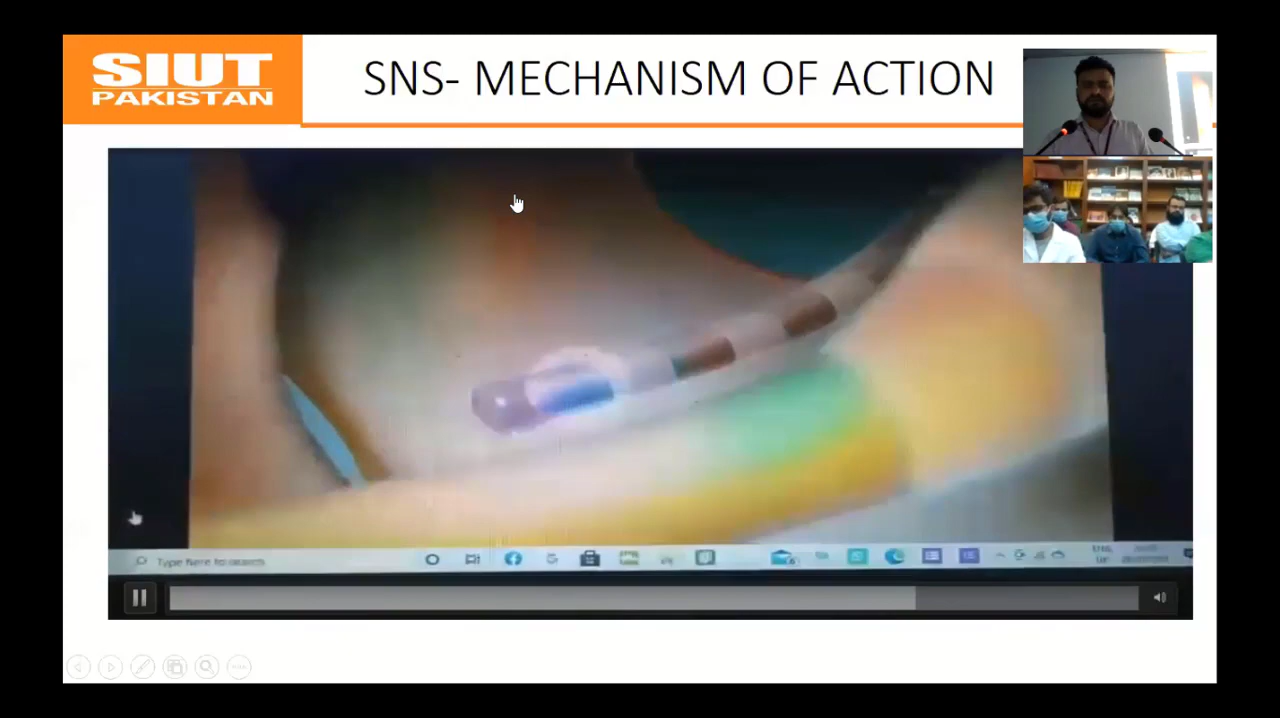 SIUT
PAKISTAN
SNS- MECHANISM OF ACTION
Type here to search